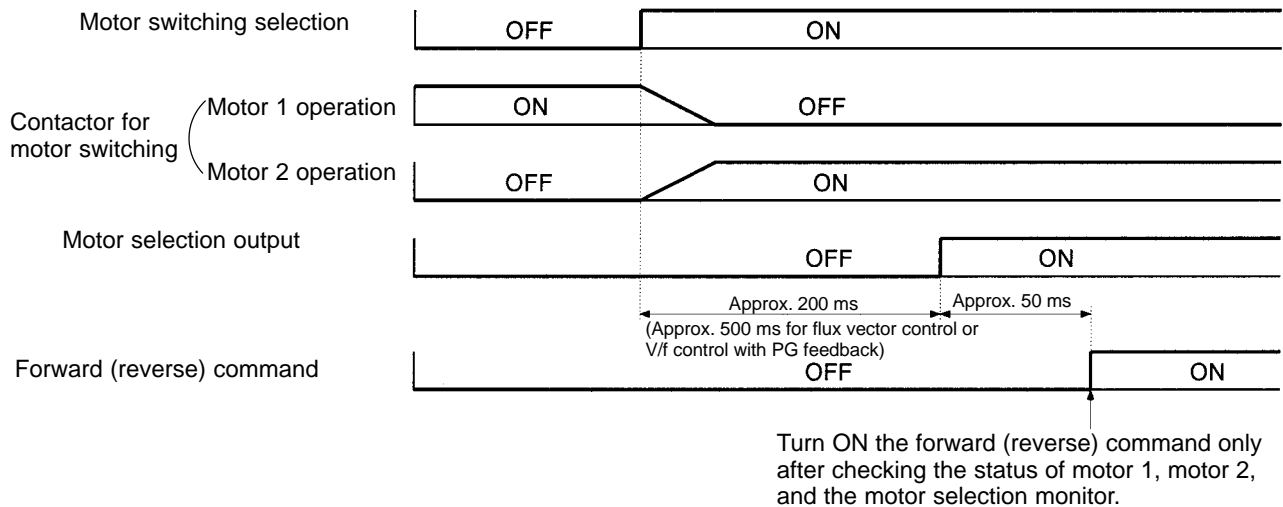 Motor switching selection
OFF
ON
Contactor for
motor switching
Motor 1 operation
ON
OFF
Motor 2 operation
OFF
ON
Motor selection output
OFF
ON
Approx. 200 ms
Approx. 50 ms
(Approx. 500 ms for flux vector control or
V/f control with PG feedback)
Forward (reverse) command
OFF
ON
Turn ON the forward (reverse) command only
after checking the status of motor 1, motor 2,
and the motor selection monitor.